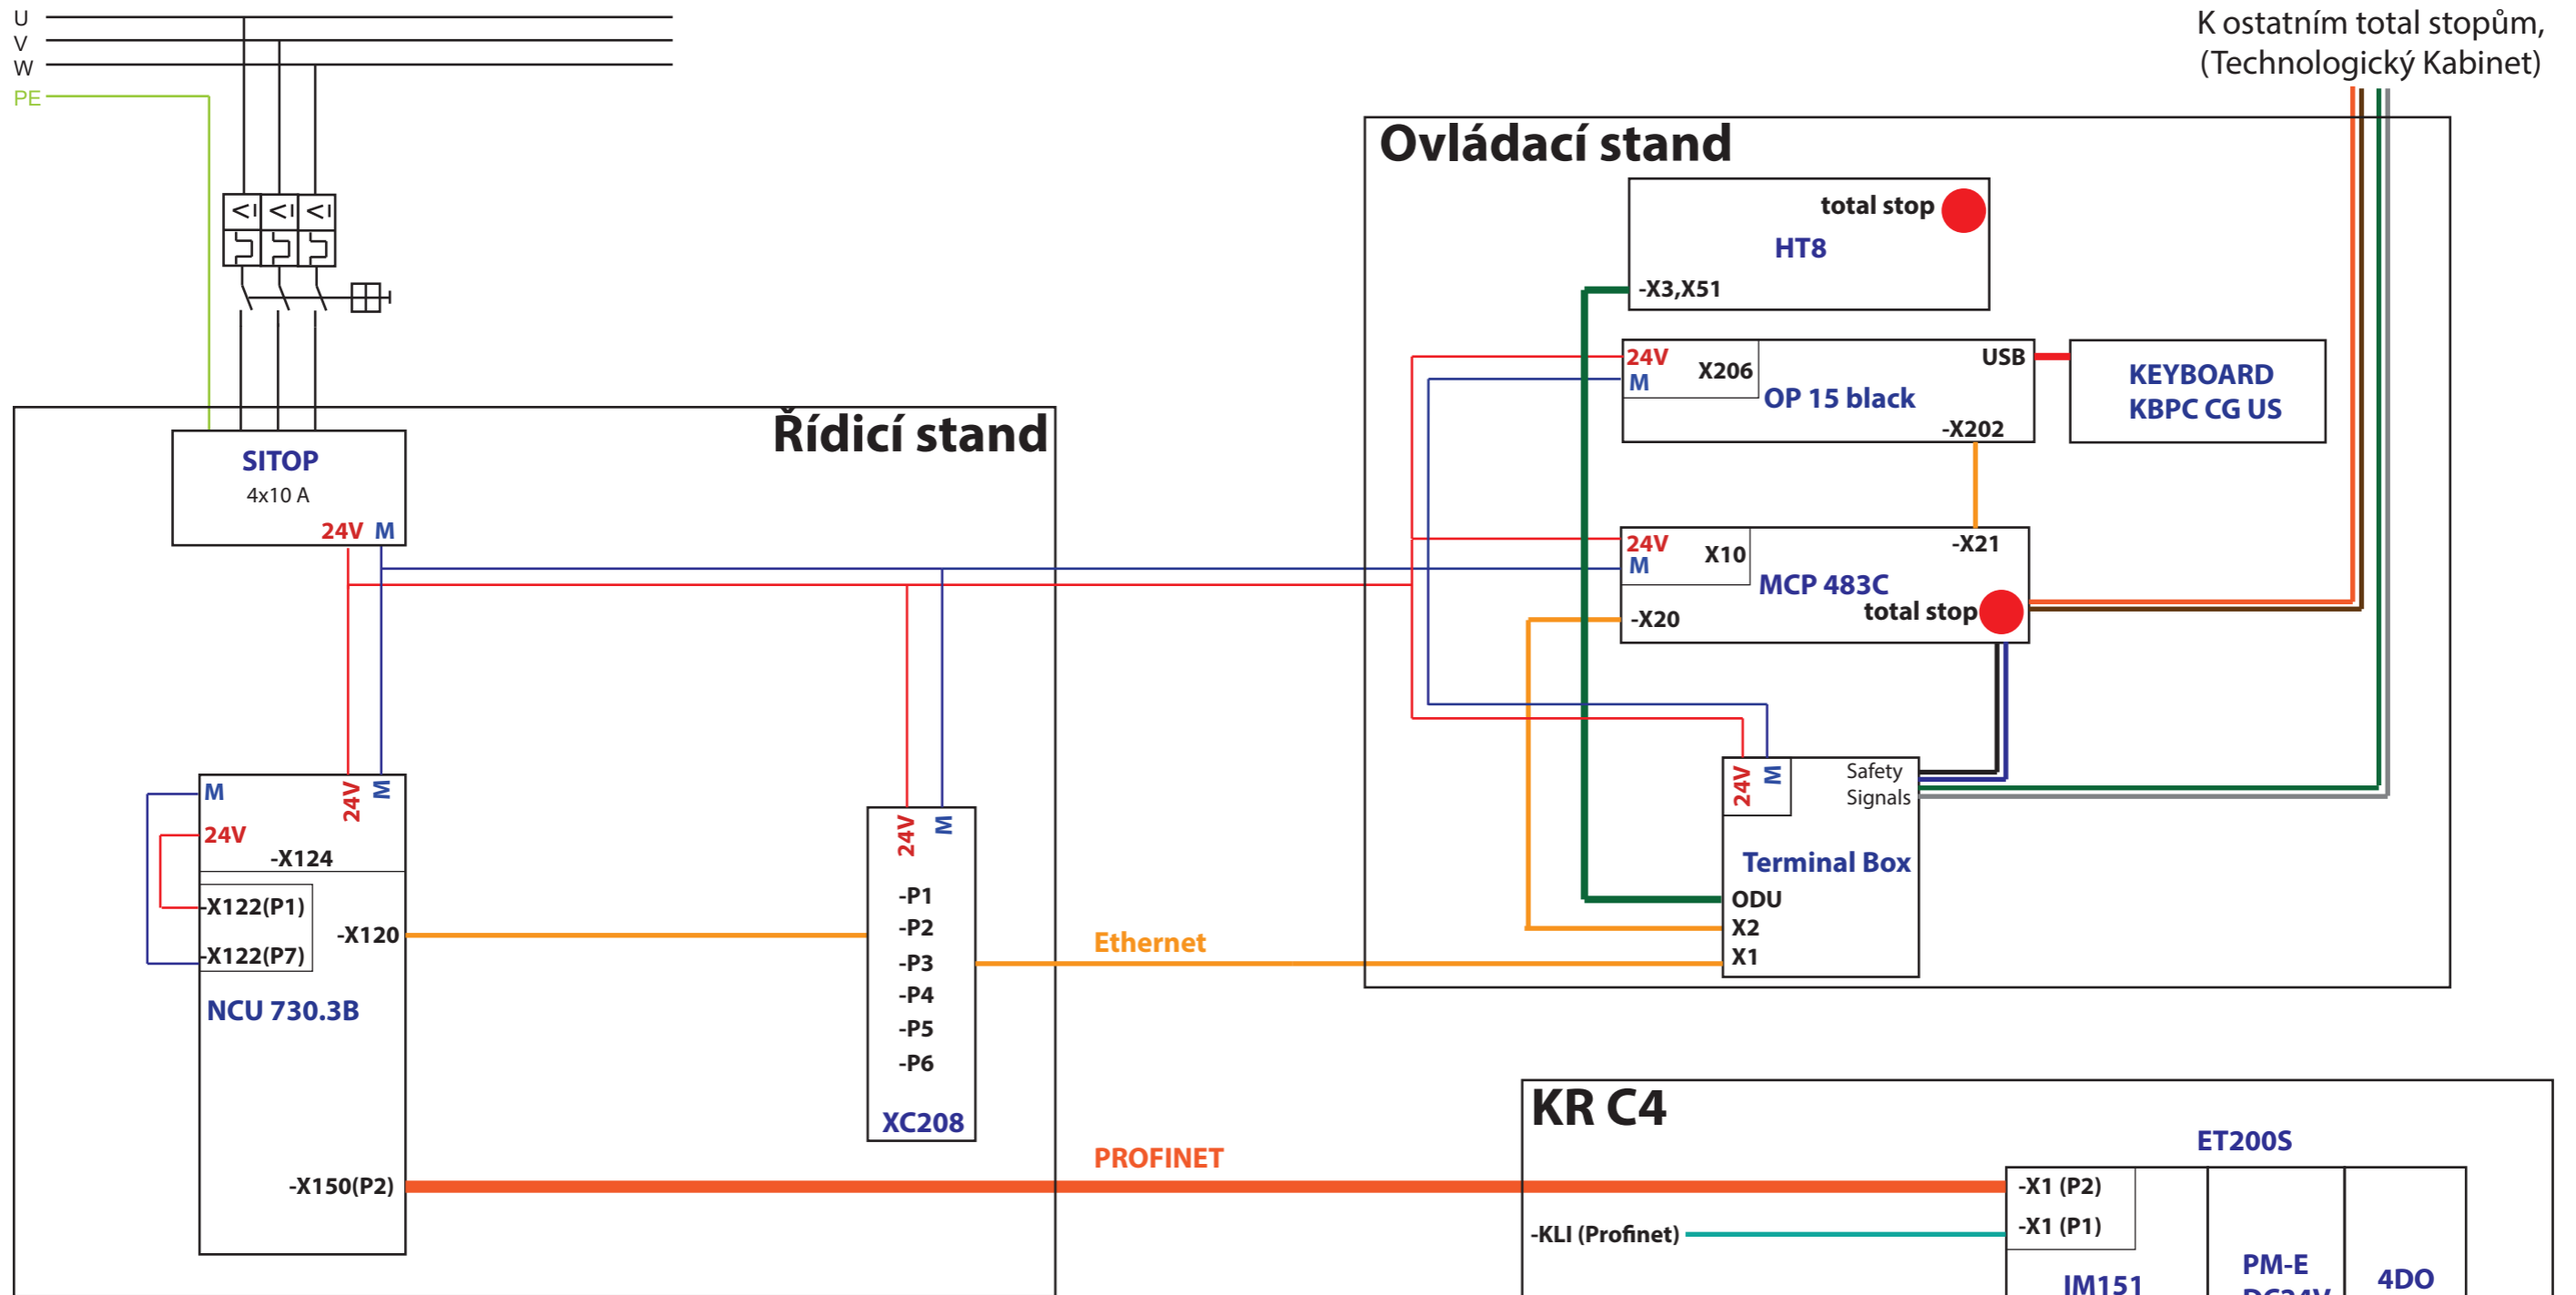 U
V
W
PE
K ostatním total stopům,
(Technologický Kabinet)
Ovládací stand
total stop
HT8
-X3,X51
24V
M
X206
USB
OP 15 black
-X202
KEYBOARD
KBPC CG US
Řídicí stand
SITOP
4x10 A
24V M
24V
M
X10
-X21
MCP 483C
total stop
-X20
M
24V
M
24V
-X124
-X122(P1)
-X120
-X122(P7)
NCU 730.3B
-X150(P2)
24V
M
-P1
-P2
-P3
-P4
-P5
-P6
XC208
Ethernet
PROFINET
24V
M
Safety
Signals
Terminal Box
ODU
X2
X1
KR C4
ET200S
-X1 (P2)
-X1 (P1)
-KLI (Profinet)
IM151
PM-E
DC24V
4DO